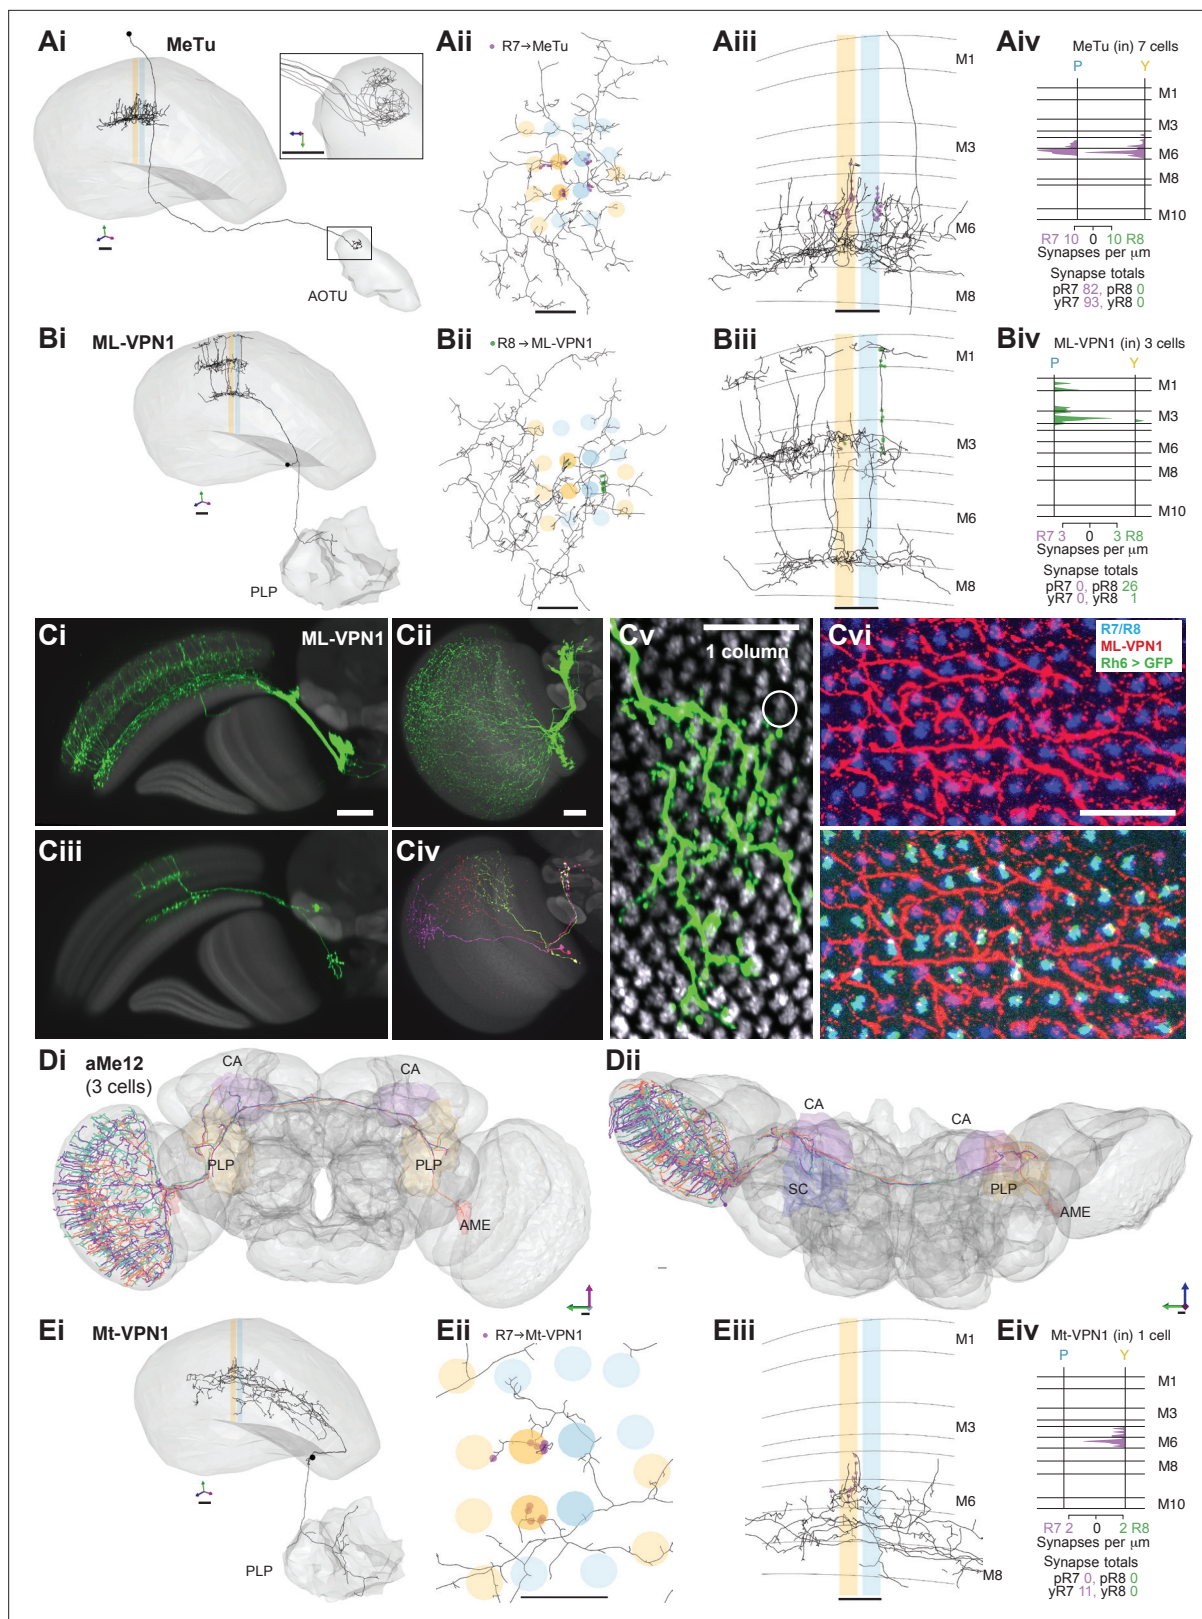 Ai MeTu
AOTU
Aii R7→MeTu
Aiii
M1
M3
M6
M8
Aiv MeTu (in) 7 cells
P Y
M1
M3
M6
M8
M10
R7 10 0 10 R8
Synapses per µm
Synapse totals
pR7 82, pR8 0
yR7 93, yR8 0
Bi ML-VPN1
PLP
Bii R8→ML-VPN1
Biii
M1
M3
M6
M8
Biv ML-VPN1 (in) 3 cells
P Y
M1
M3
M6
M8
M10
R7 3 0 3 R8
Synapses per µm
Synapse totals
pR7 0, pR8 26
yR7 0, yR8 1
Ci ML-VPN1
Cii
Ciii
Civ
Cv
1 column
Cvi
R7/R8
ML-VPN1
Rh6 > GFP
Di aMe12
(3 cells)
CA CA
PLP PLP
AME
Dii
CA CA
SC PLP
AME
Ei Mt-VPN1
PLP
Eii R7→Mt-VPN1
Eiii
M1
M3
M6
M8
Eiv Mt-VPN1 (in) 1 cell
P Y
M1
M3
M6
M8
M10
R7 2 0 2 R8
Synapses per µm
Synapse totals
pR7 0, pR8 0
yR7 11, yR8 0